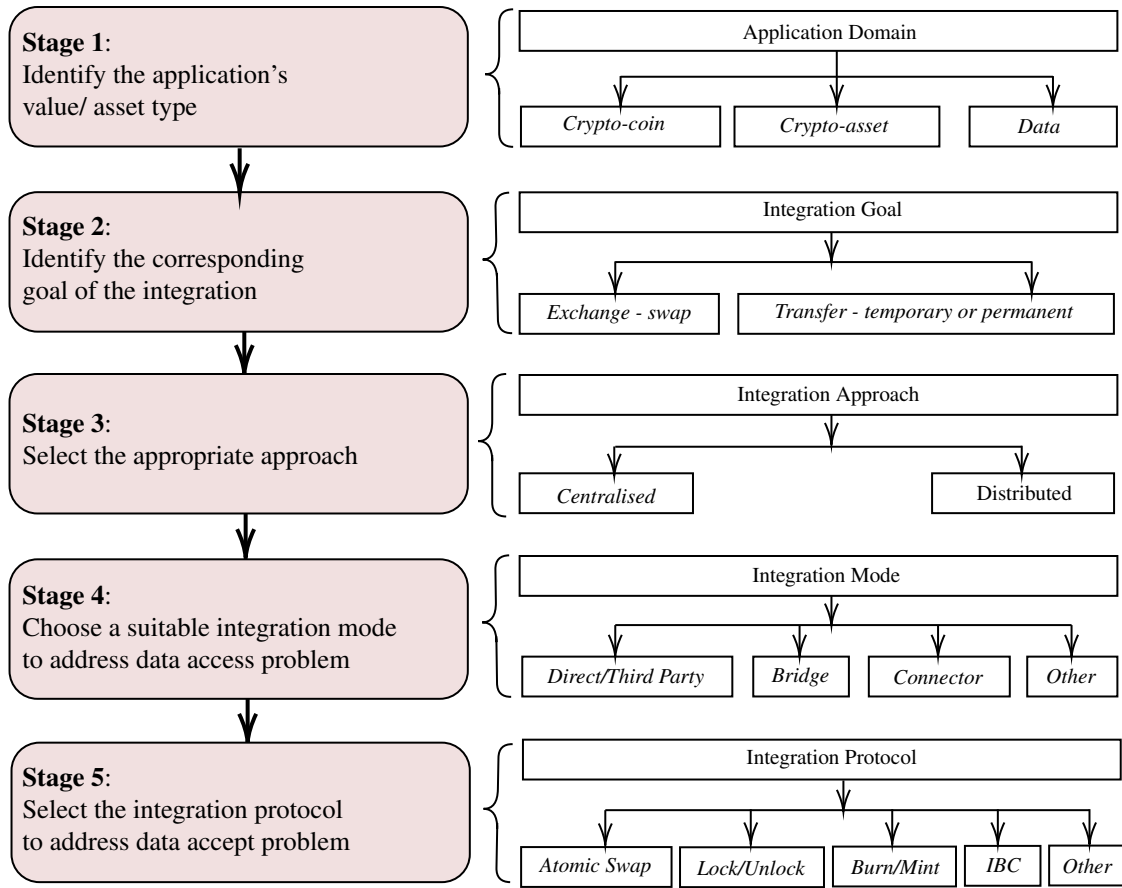 Stage 1:
Identify the application's
value/ asset type
Application Domain
Crypto-coin
Crypto-asset
Data
Stage 2:
Identify the corresponding
goal of the integration
Integration Goal
Exchange - swap
Transfer - temporary or permanent
Stage 3:
Select the appropriate approach
Integration Approach
Centralised
Distributed
Stage 4:
Choose a suitable integration mode
to address data access problem
Integration Mode
Direct/Third Party
Bridge
Connector
Other
Stage 5:
Select the integration protocol
to address data accept problem
Integration Protocol
Atomic Swap
Lock/Unlock
Burn/Mint
IBC
Other